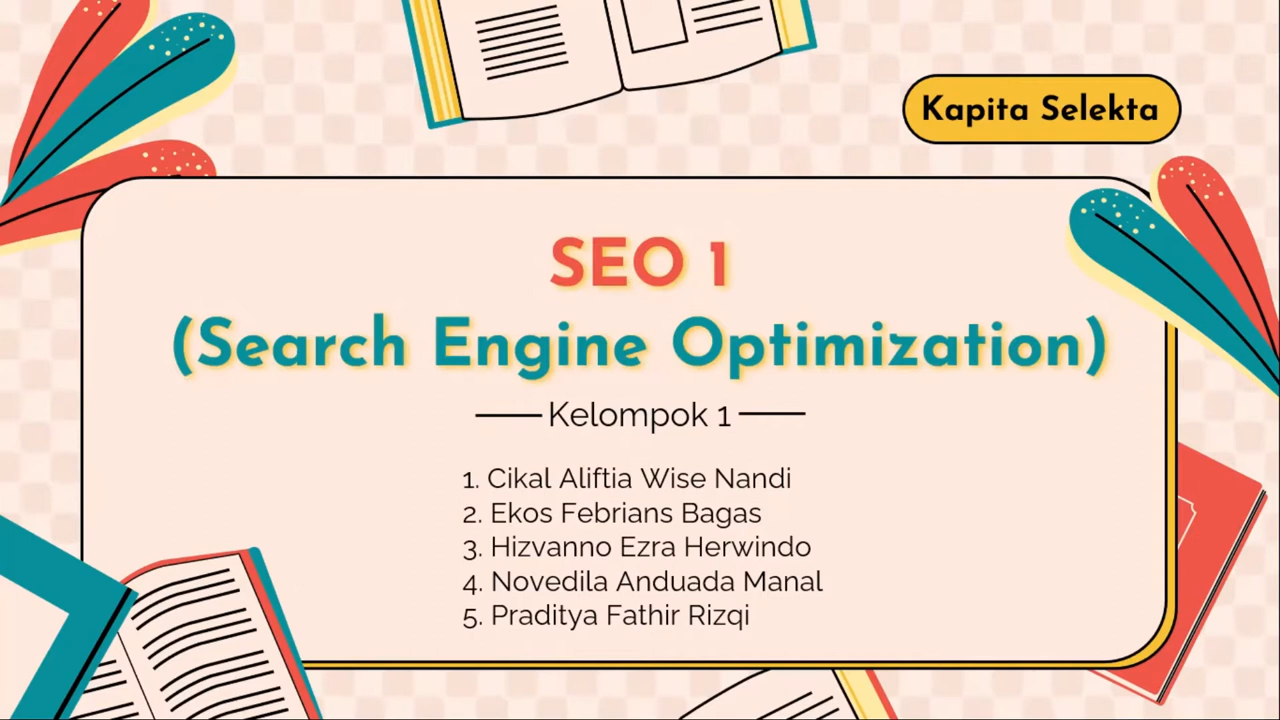 Kapita Selekta
SEO 1
(Search Engine Optimization)
Kelompok 1
1. Cikal Aliftia Wise Nandi
2. Ekos Febrians Bagas
3. Hizvanno Ezra Herwindo
4. Novedila Anduada Manal
5. Praditya Fathir Rizqi